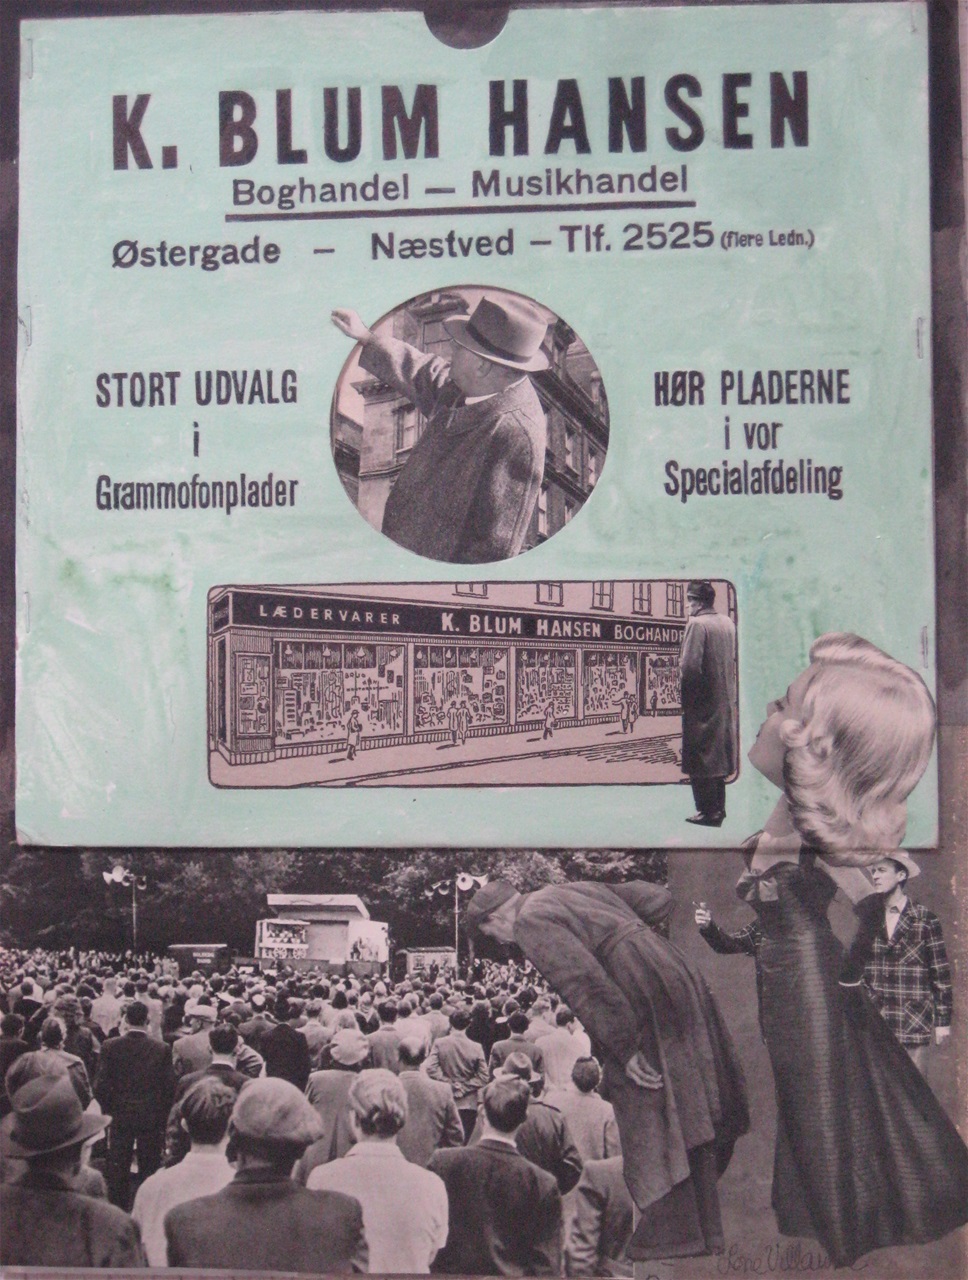 K. BLUM HANSEN
Boghandel — Musikhandel
Østergade – Næstved – Tlf. 2525 (flere Ledn.)
STORT UDVALG
i
Grammofonplader
HØR PLADERNE
i vor
Specialafdeling
LÆDERVARER
K. BLUM HANSEN BOGHANDE